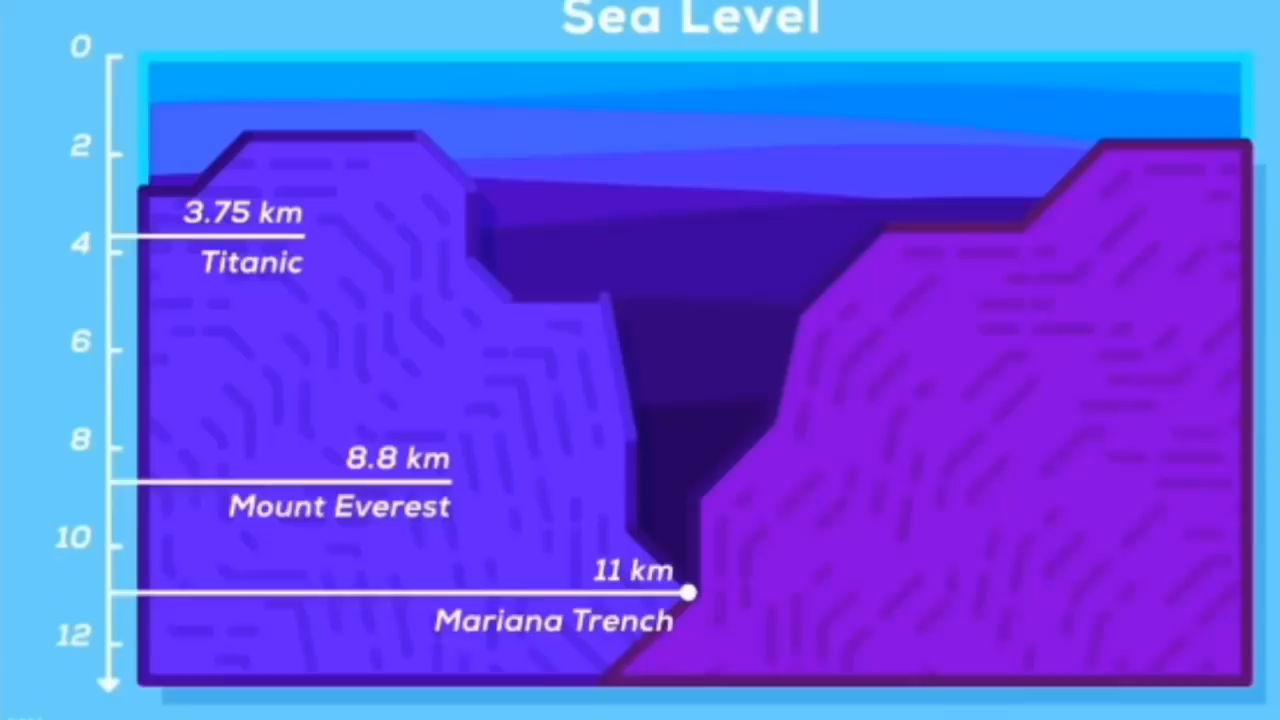 Sea Level
0
2
3.75 km
4
Titanic
6
8
8.8 km
Mount Everest
10
11 km
Mariana Trench
12